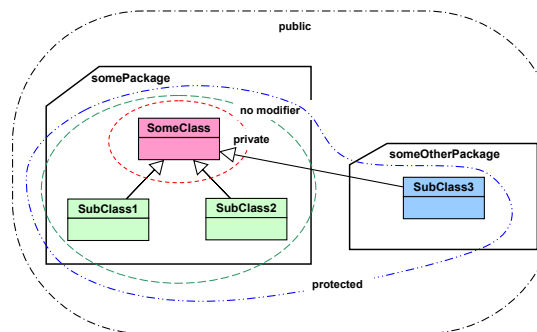 public
somePackage
no modifier
SomeClass
private
someOtherPackage
SubClass3
SubClass1
SubClass2
protected